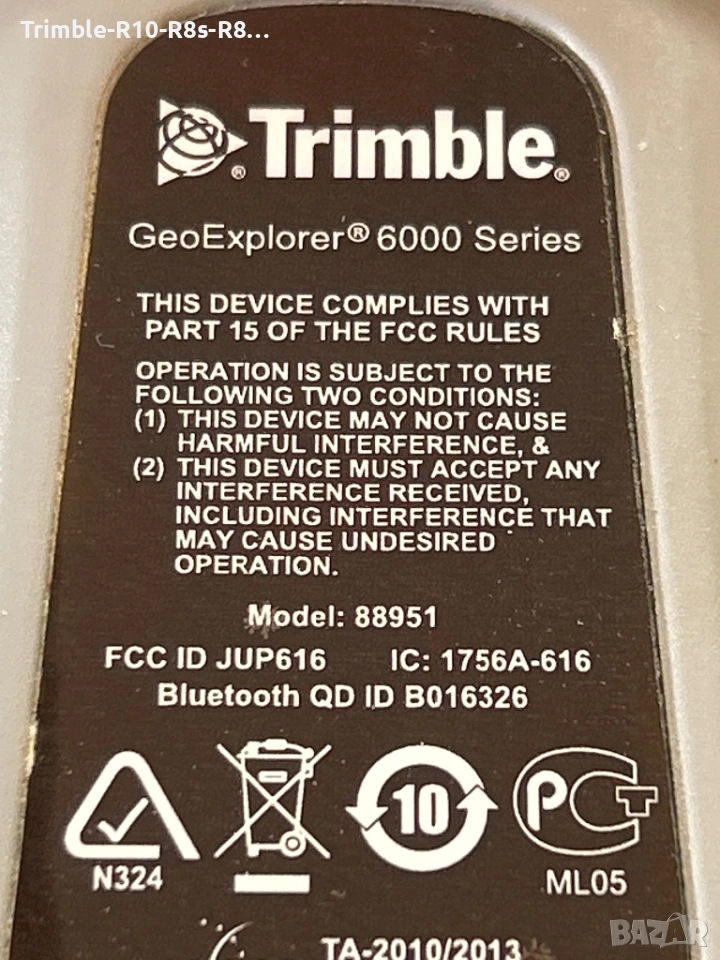 Trimble-R10-R8s-R8...
Trimble®
GeoExplorer® 6000 Series
THIS DEVICE COMPLIES WITH
PART 15 OF THE FCC RULES
OPERATION IS SUBJECT TO THE
FOLLOWING TWO CONDITIONS:
(1) THIS DEVICE MAY NOT CAUSE
HARMFUL INTERFERENCE, &
(2) THIS DEVICE MUST ACCEPT ANY
INTERFERENCE RECEIVED,
INCLUDING INTERFERENCE THAT
MAY CAUSE UNDESIRED
OPERATION.
Model: 88951
FCC ID JUP616 IC: 1756A-616
Bluetooth QD ID B016326
10
РСТ
N324
ML05
TA-2010/2013
BAZAR